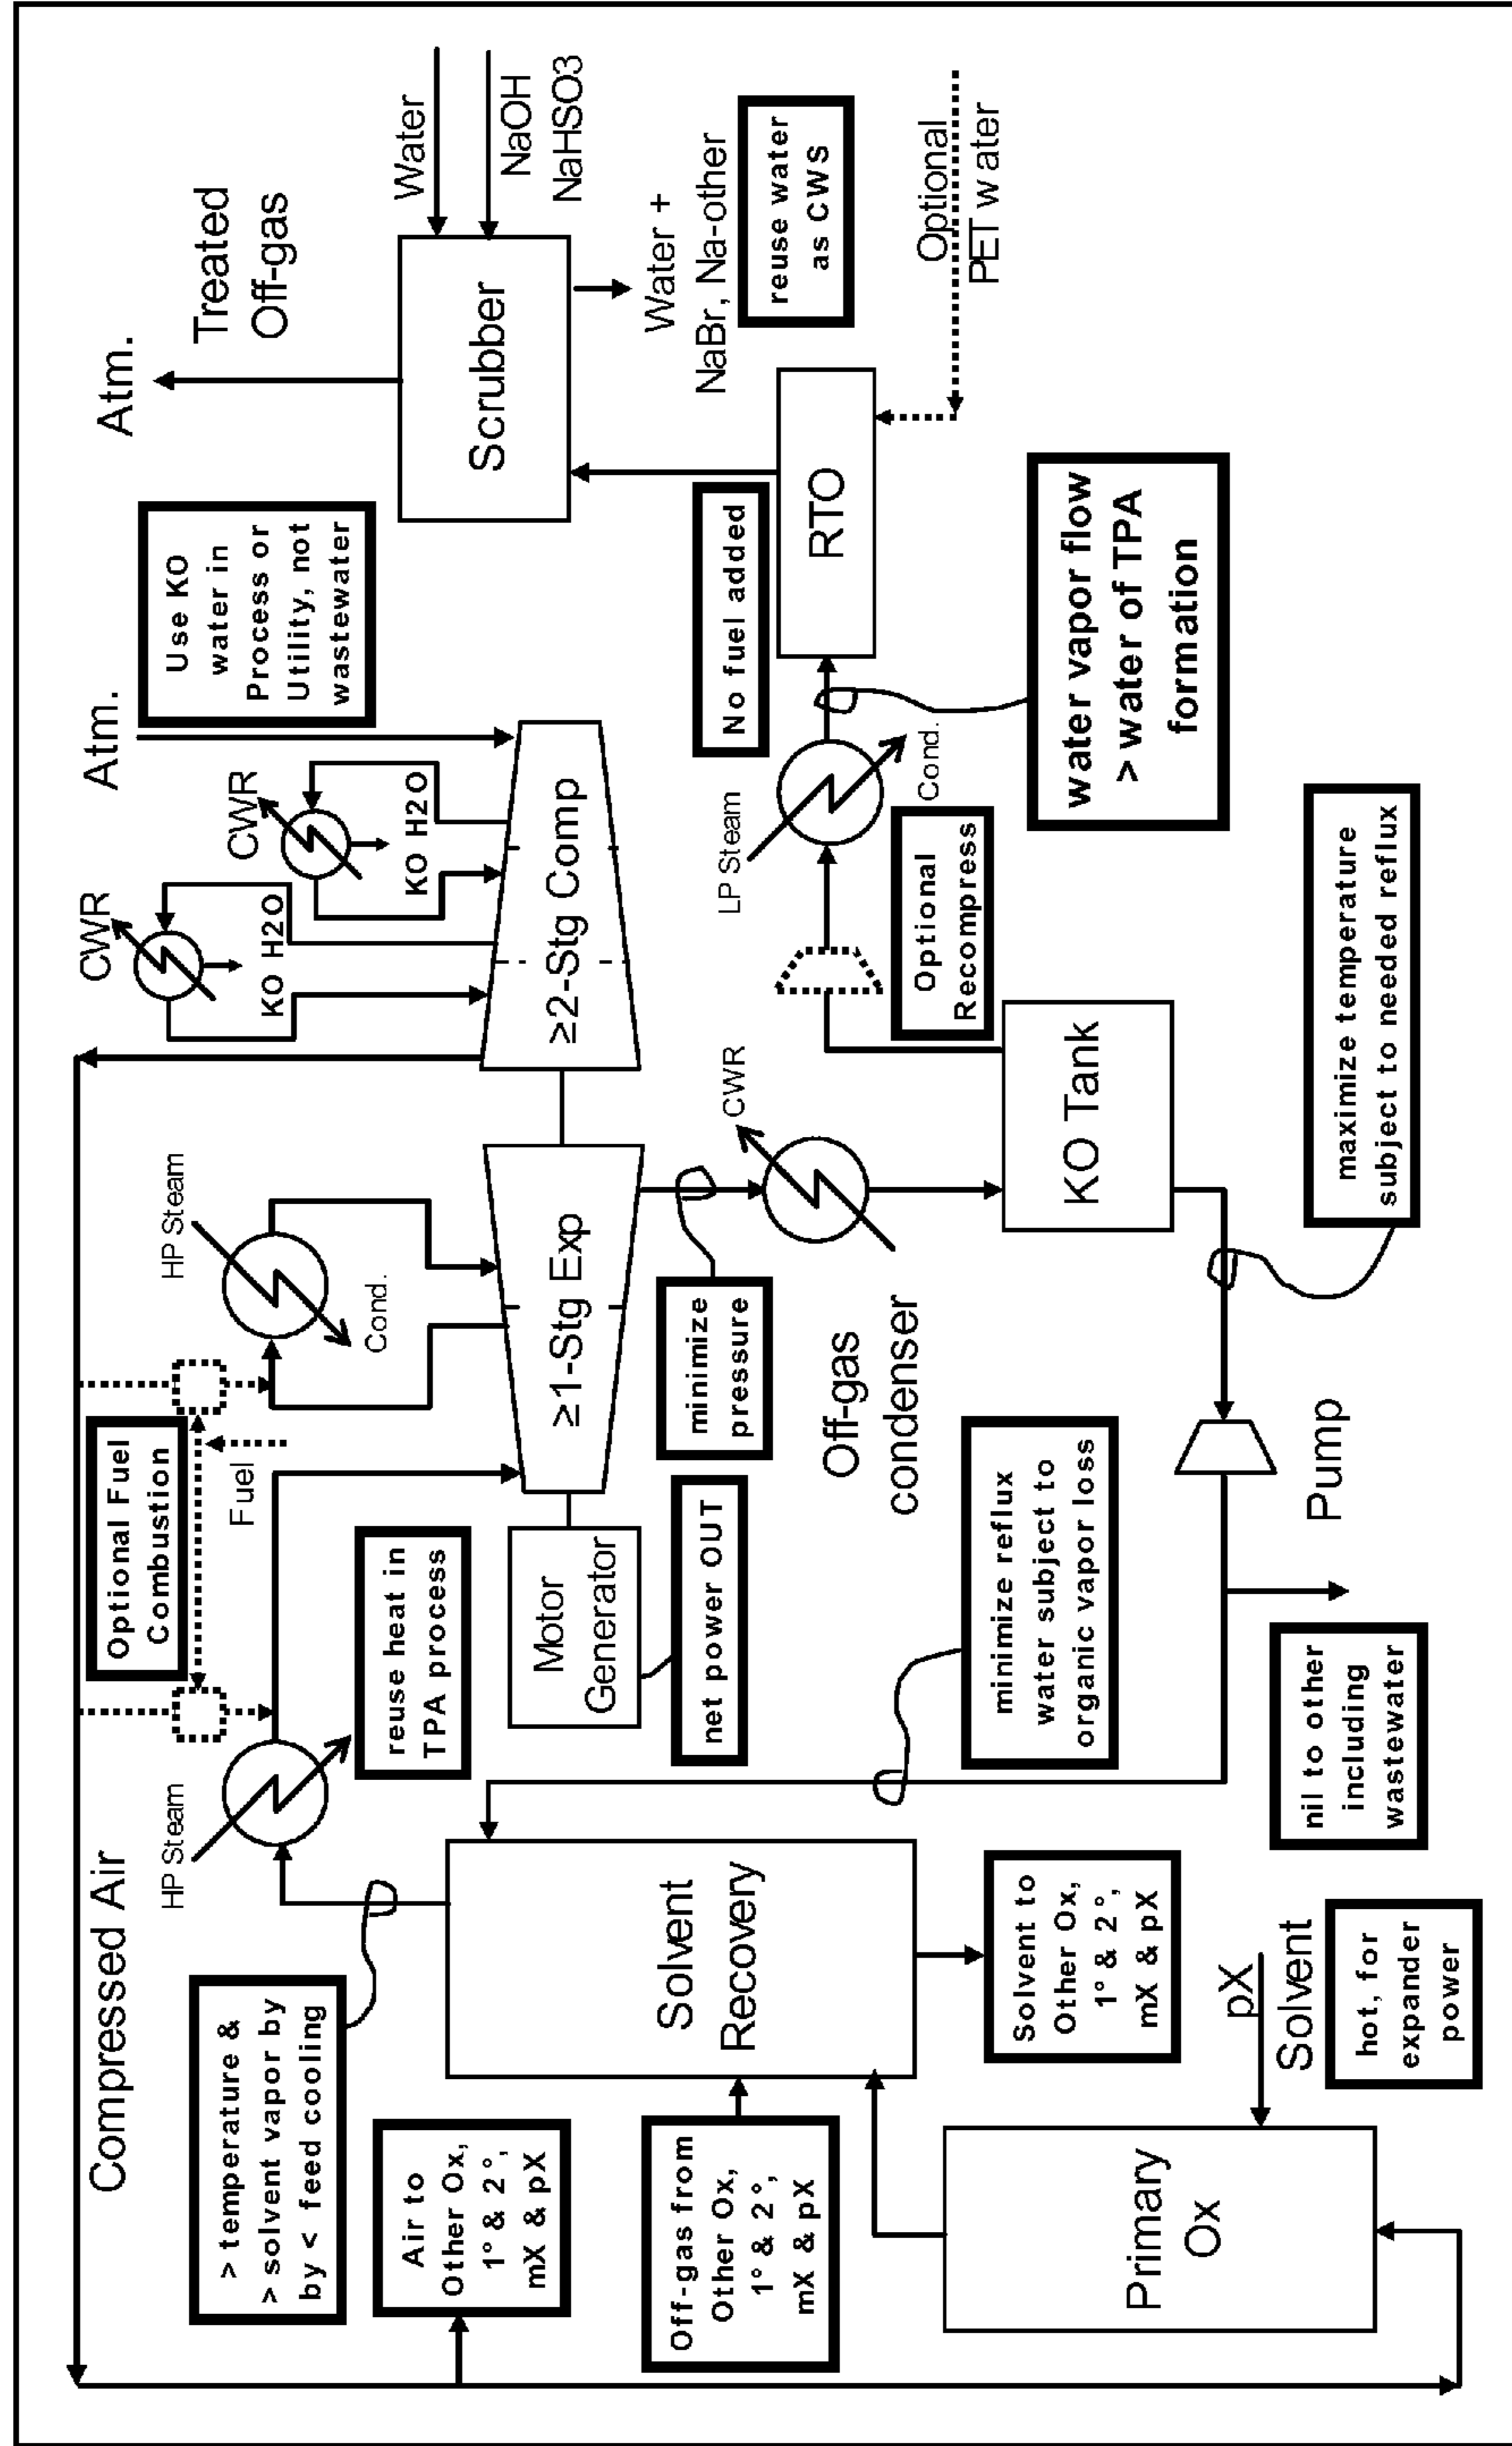 Compressed Air
> temperature &
> solvent vapor by
by < feed cooling
Air to
Other Ox,
1° & 2°,
mX & pX
Off-gas from
Other Ox,
1° & 2°,
mX & pX
Primary
Ox
pX
Solvent
hot, for
expander
power
Solvent
Recovery
Solvent to
Other Ox,
1° & 2°,
mX & pX
HP Steam
reuse heat in
TPA process
Optional Fuel
Combustion
Fuel
HP Steam
Cond.
Motor
Generator
net power OUT
≥1-Stg Exp
minimize
pressure
Off-gas
condenser
CWR
minimize reflux
water subject to
organic vapor loss
nil to other
including
wastewater
Pump
maximize temperature
subject to needed reflux
KO Tank
≥2-Stg Comp
CWR
KO H2O
CWR
KO H2O
Atm.
Use KO
water in
Process or
Utility, not
wastewater
Optional
Recompress
LP Steam
Cond.
water vapor flow
> water of TPA
formation
No fuel added
RTO
Optional
PET water
Scrubber
Atm.
Treated
Off-gas
Water
NaOH
NaHSO3
Water +
NaBr, Na-other
reuse water
as CWS